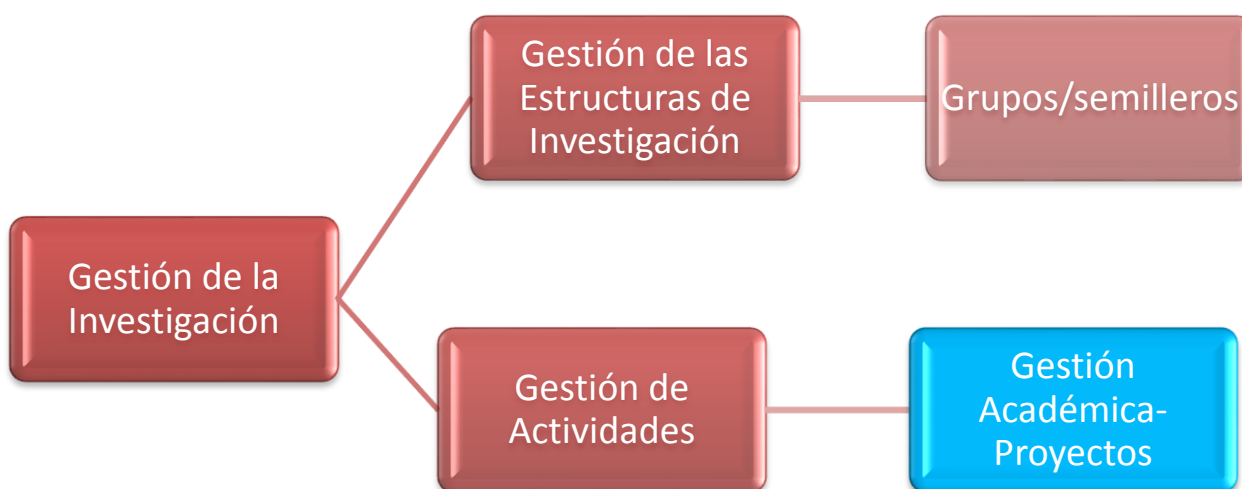 Gestión de las
Estructuras de
Investigación
Grupos/semilleros
Gestión de la
Investigación
Gestión de
Actividades
Gestión
Académica-
Proyectos